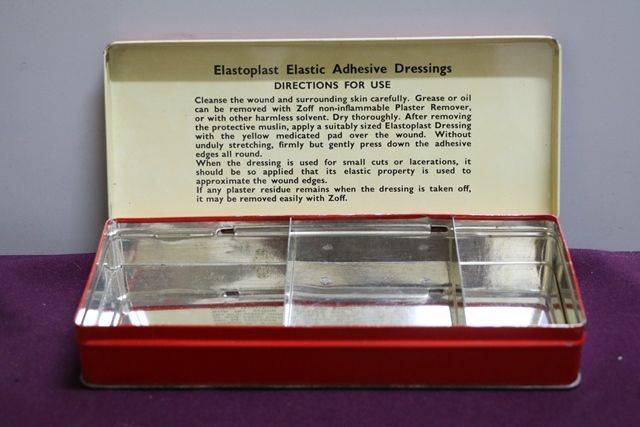 Elastoplast Elastic Adhesive Dressings
DIRECTIONS FOR USE
Cleanse the wound and surrounding skin carefully. Grease or oil
can be removed with Zoff non-inflammable Plaster Remover,
or with other harmless solvent. Dry thoroughly. After removing
the protective muslin, apply a suitably sized Elastoplast Dressing
with the yellow medicated pad over the wound. Without
unduly stretching, firmly but gently press down the adhesive
edges all round.
When the dressing is used for small cuts or lacerations, it
should be so applied that its elastic property is used to
approximate the wound edges.
If any plaster residue remains when the dressing is taken off,
it may be removed easily with Zoff.